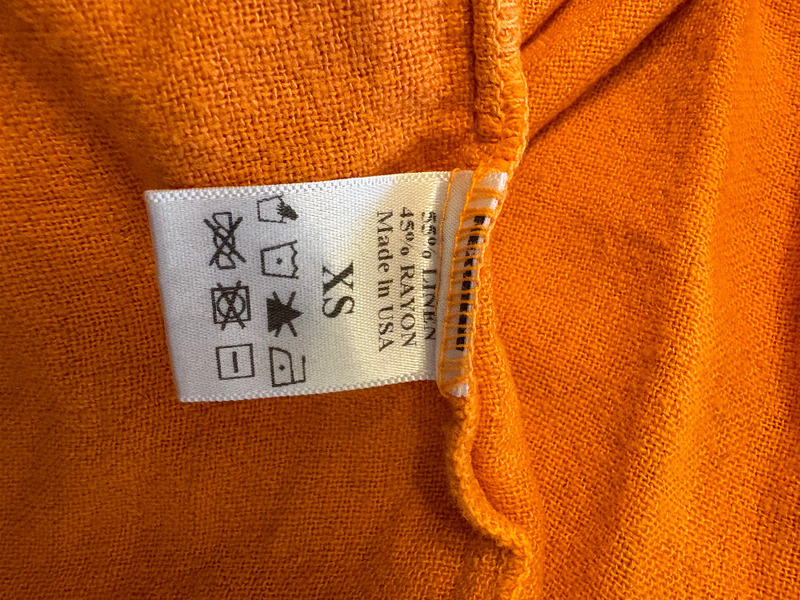 55% LINEN
45% RAYON
Made in USA
XS